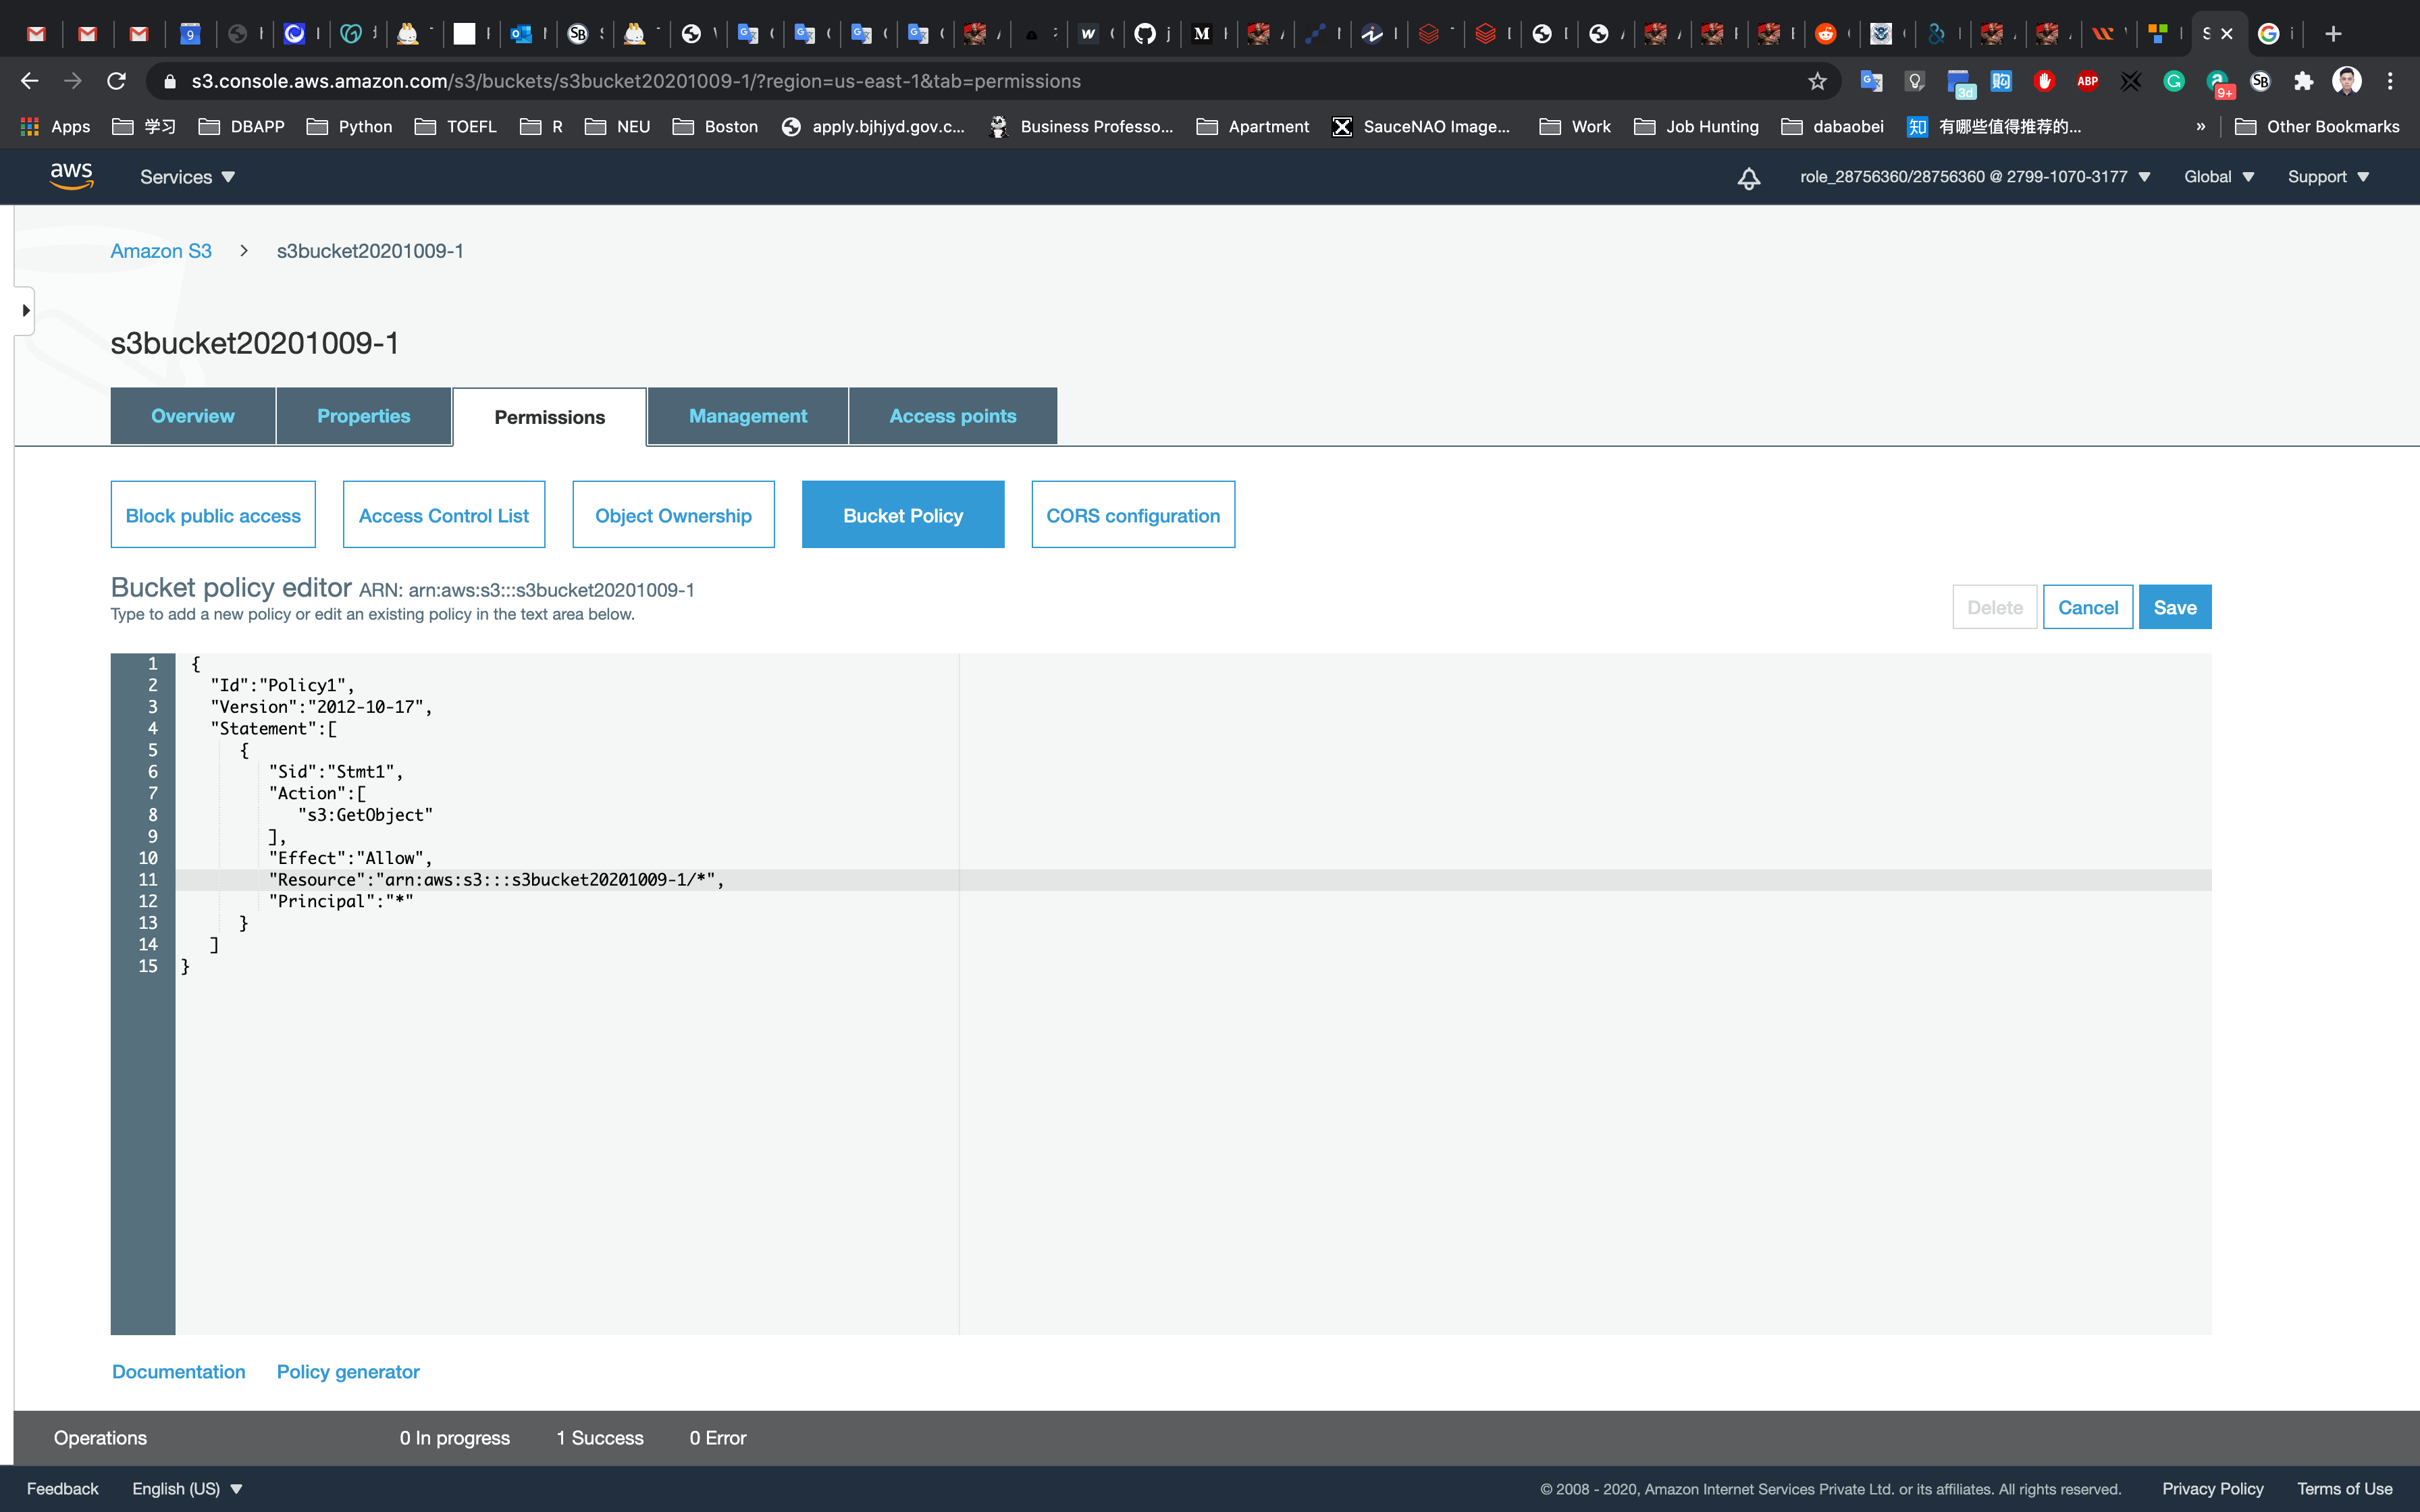 s3.console.aws.amazon.com/s3/buckets/s3bucket20201009-1/?region=us-east-1&tab=permissions
3d
ABP
9+
SB
Apps 学习 DBAPP Python TOEFL R NEU Boston apply.bjhjyd.gov.c... Business Professo... Apartment SauceNAO Image... Work Job Hunting dabaobei 知 有哪些值得推荐的... » Other Bookmarks
aws Services role_28756360/28756360 @ 2799-1070-3177 Global Support
Amazon S3 > s3bucket20201009-1
s3bucket20201009-1
Overview Properties Permissions Management Access points
Block public access Access Control List Object Ownership Bucket Policy CORS configuration
Bucket policy editor ARN: arn:aws:s3:::s3bucket20201009-1
Type to add a new policy or edit an existing policy in the text area below.
Delete Cancel Save
1 {
2 "Id":"Policy1",
3 "Version":"2012-10-17",
4 "Statement":[
5 {
6 "Sid":"Stmt1",
7 "Action":[
8 "s3:GetObject"
9 ],
10 "Effect":"Allow",
11 "Resource":"arn:aws:s3:::s3bucket20201009-1/*",
12 "Principal":"*"
13 }
14 ]
15 }
Documentation Policy generator
Operations 0 In progress 1 Success 0 Error
Feedback English (US) © 2008 - 2020, Amazon Internet Services Private Ltd. or its affiliates. All rights reserved. Privacy Policy Terms of Use